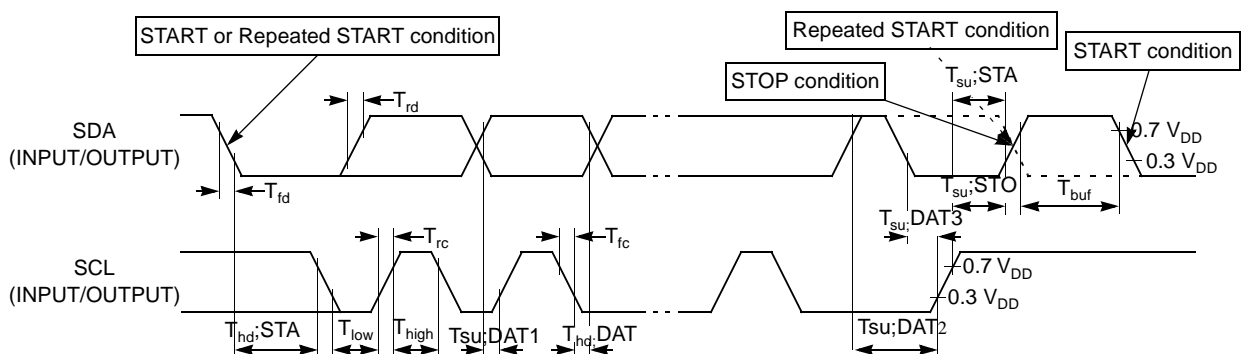 START or Repeated START condition
Repeated START condition
START condition
STOP condition
Tsu;STA
Trd
SDA
(INPUT/OUTPUT)
0.7 VDD
0.3 VDD
Tfd
Tsu;STO
Tbuf
Tsu;DAT3
Trc
Tfc
SCL
(INPUT/OUTPUT)
0.7 VDD
0.3 VDD
Thd;STA
Tlow
Thigh
Tsu;DAT1
Thd;DAT
Tsu;DAT2